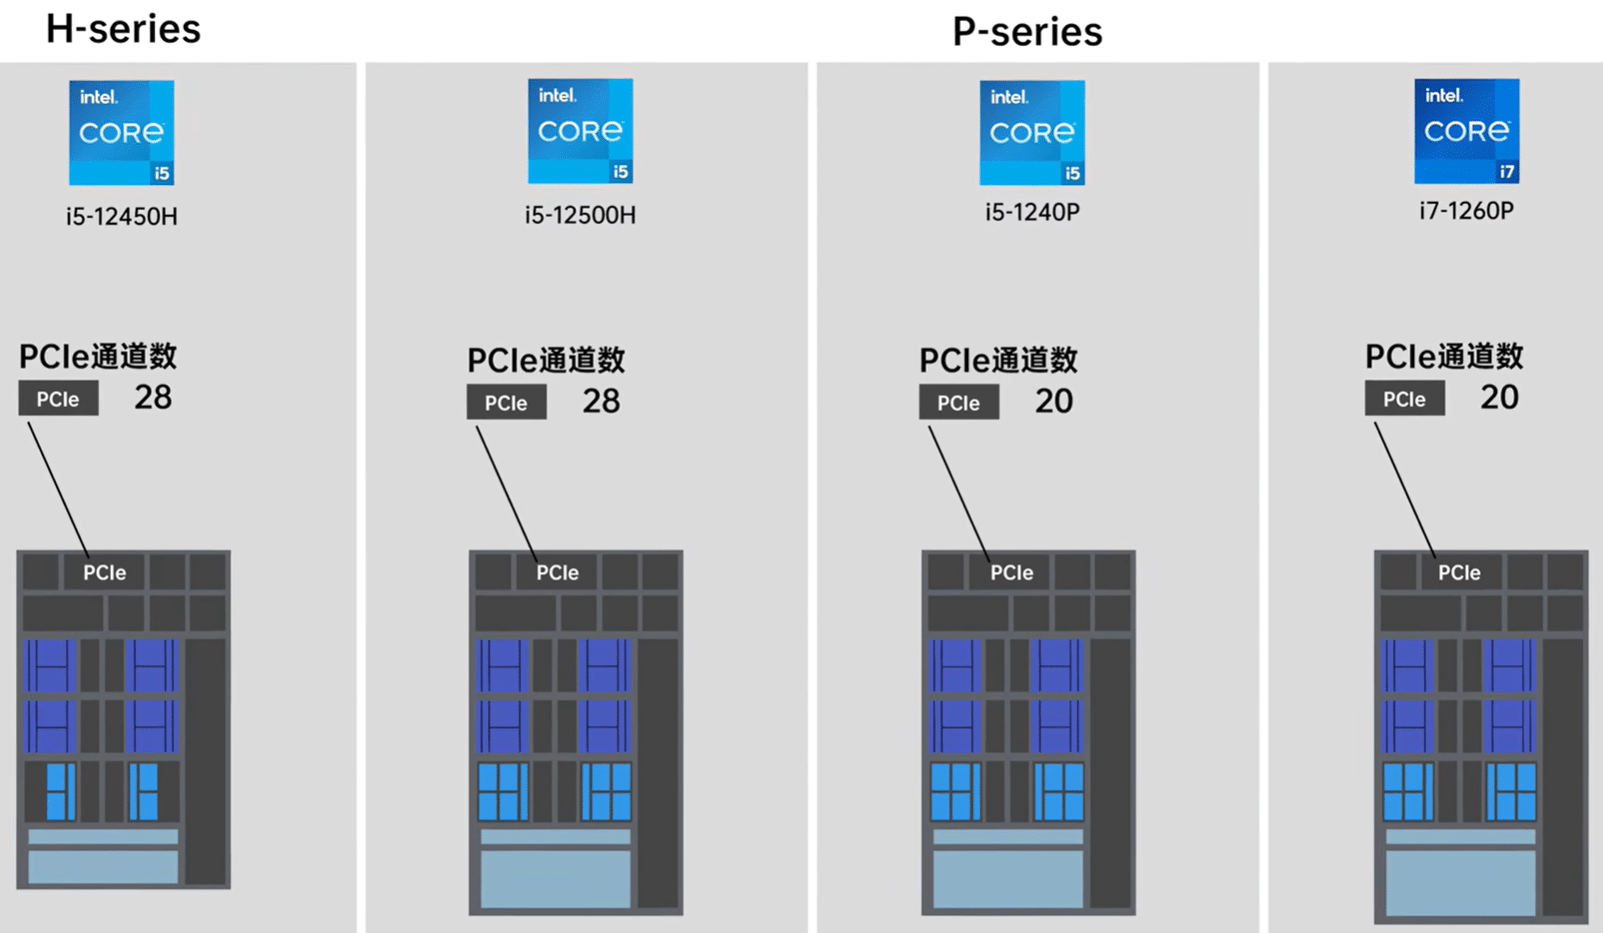 H-series
P-series
intel.
CORE
i5
i5-12450H
intel.
CORE
i5
i5-12500H
intel.
CORE
i5
i5-1240P
intel.
CORE
i7
i7-1260P
PCIe通道数
PCIe 28
PCIe通道数
PCIe 28
PCIe通道数
PCIe 20
PCIe通道数
PCIe 20
PCIe
PCIe
PCIe
PCIe